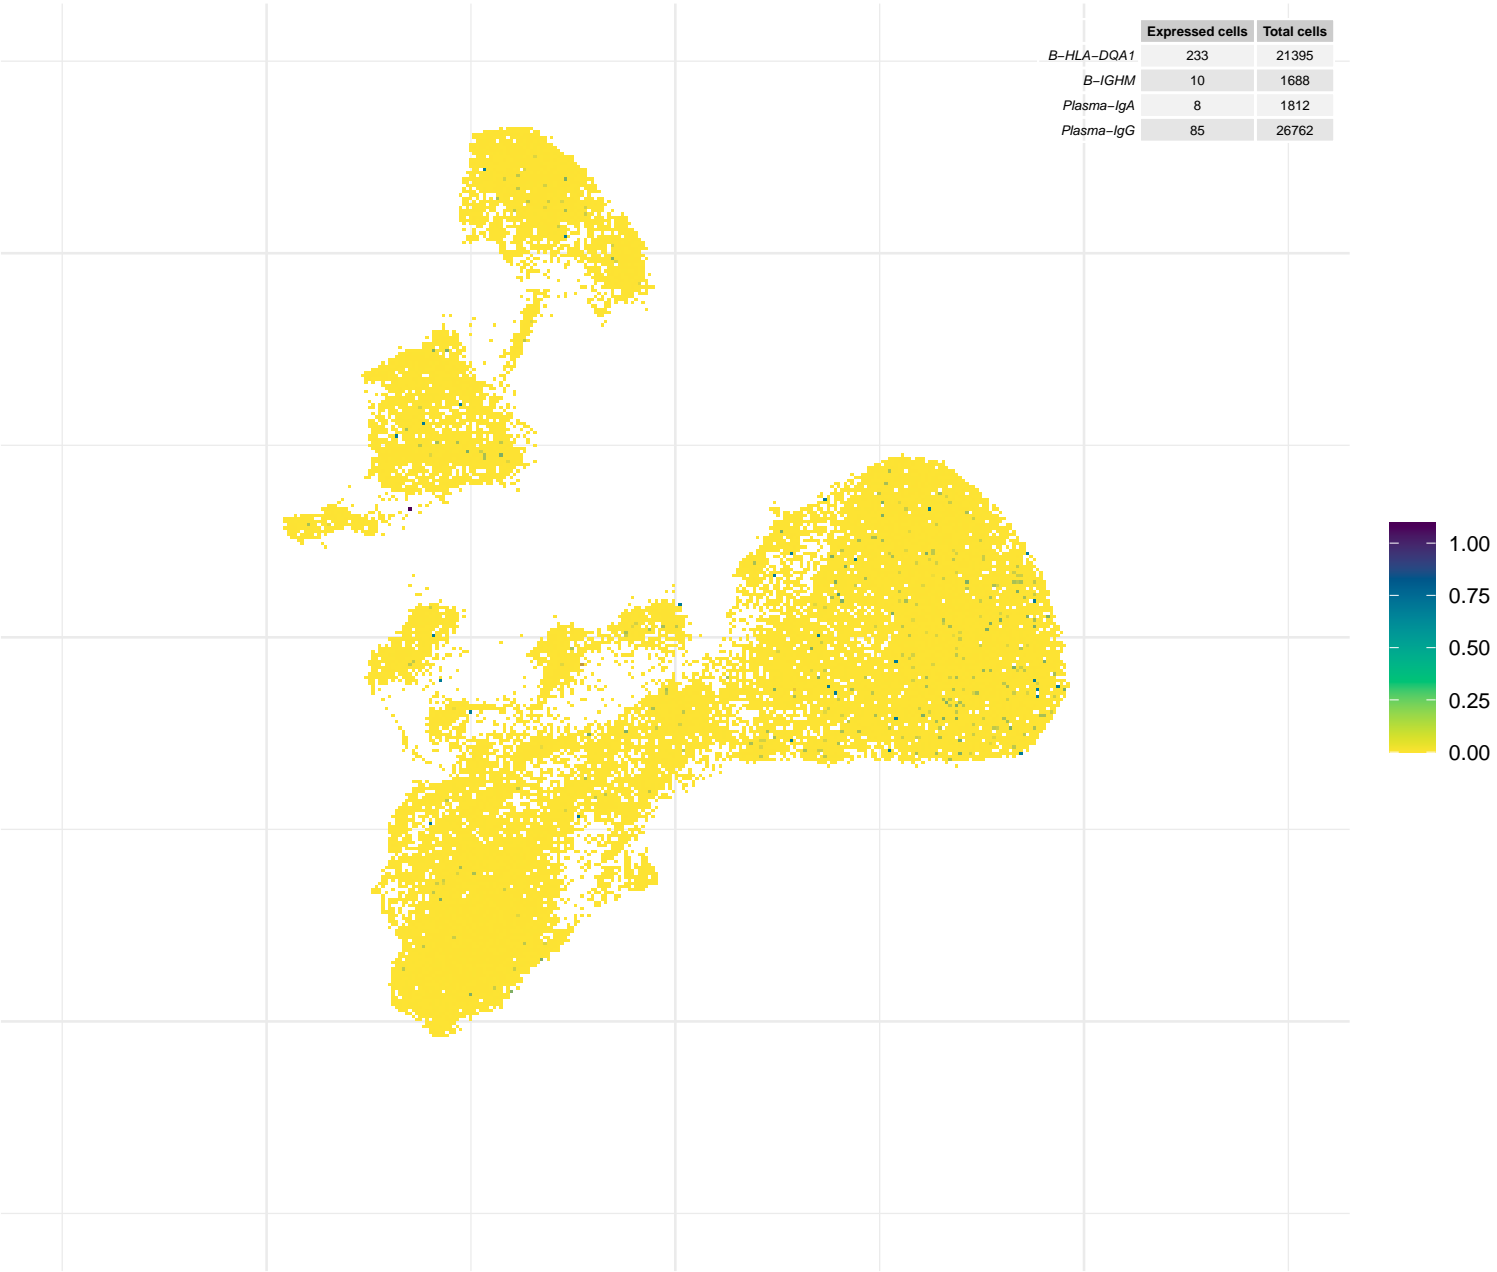 Expressed cells Total cells
B−HLA−DQA1 233 21395
B−IGHM 10 1688
Plasma−IgA 8 1812
Plasma−IgG 85 26762
1.00
0.75
0.50
0.25
0.00